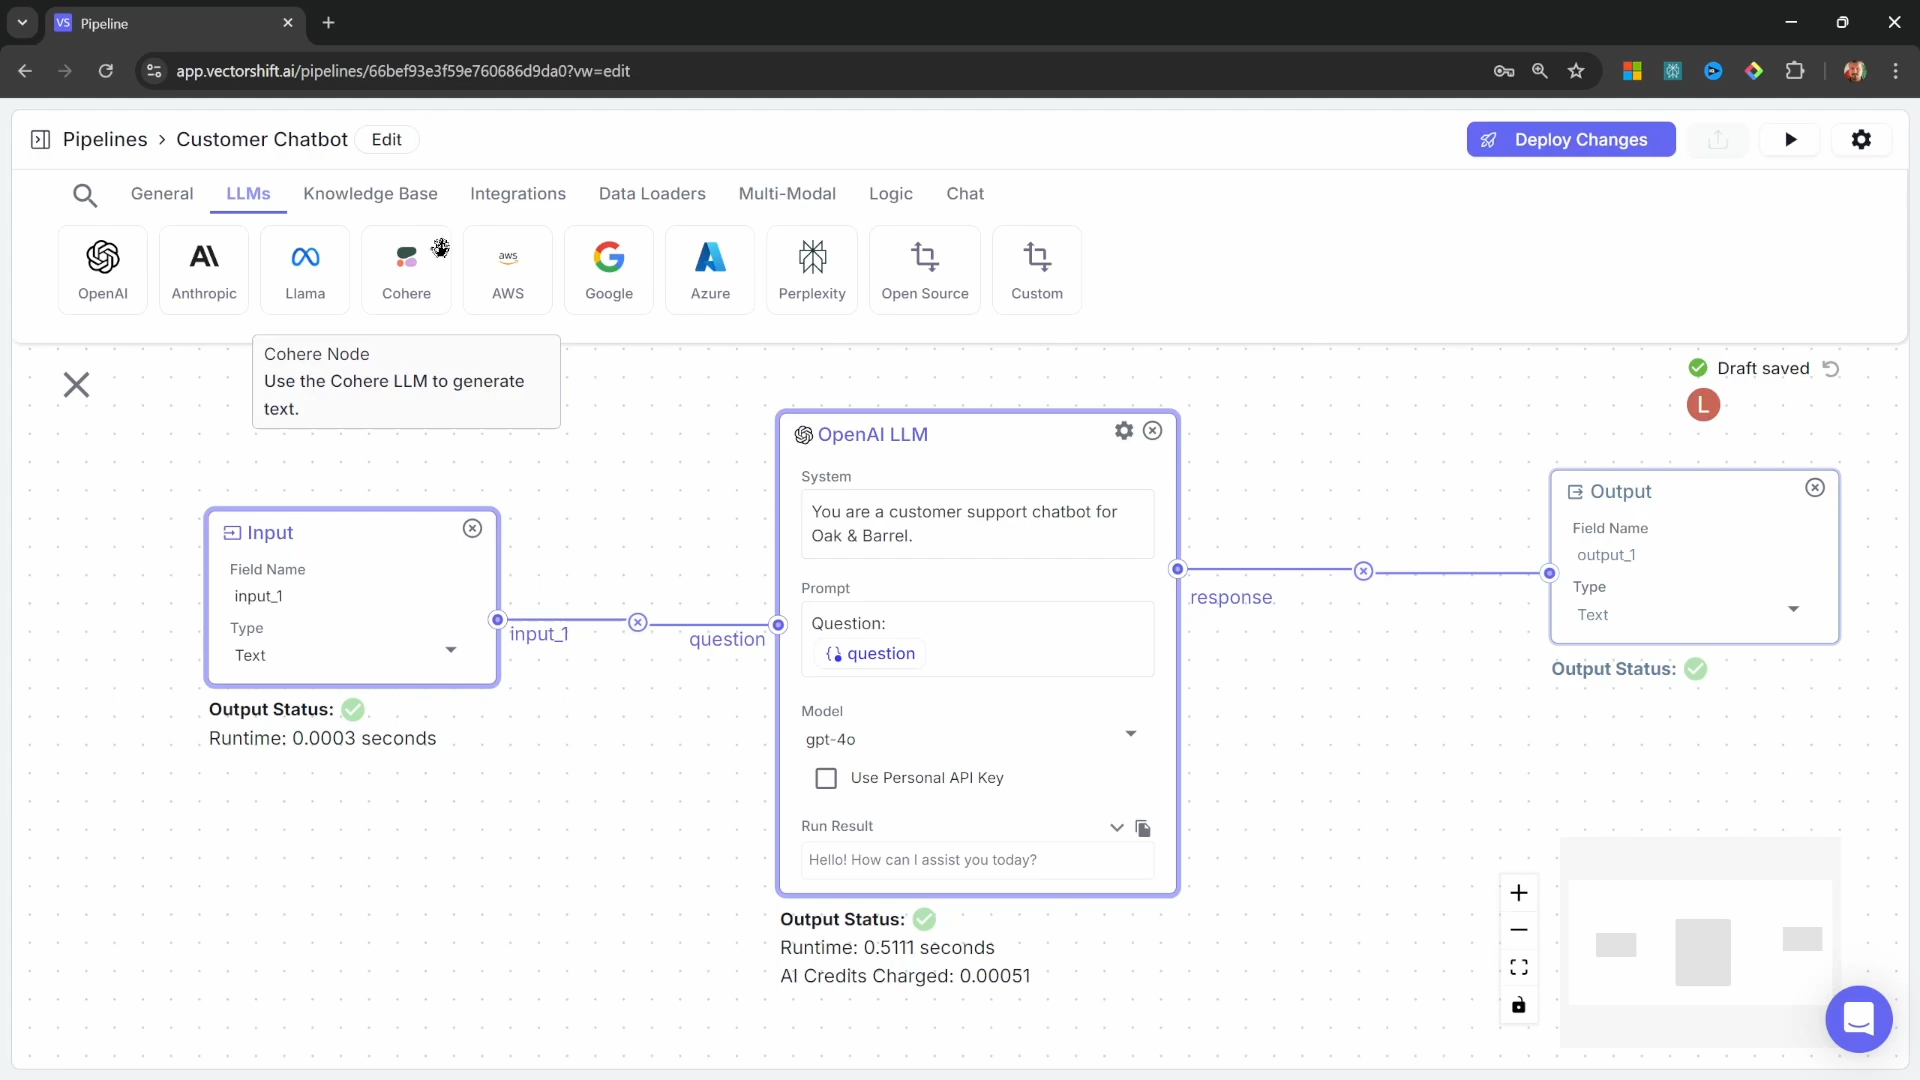 VS Pipeline
app.vectorshift.ai/pipelines/66bef93e3f59e760686d9da0?vw=edit
Pipelines > Customer Chatbot Edit
Deploy Changes
General LLMs Knowledge Base Integrations Data Loaders Multi-Modal Logic Chat
aws
OpenAI Anthropic Llama Cohere AWS Google Azure Perplexity Open Source Custom
Cohere Node
Use the Cohere LLM to generate
text.
Draft saved
L
Input
Field Name
input_1
Type
Text
Output Status:
Runtime: 0.0003 seconds
input_1
question
OpenAI LLM
System
You are a customer support chatbot for
Oak & Barrel.
Prompt
Question:
question
Model
gpt-4o
Use Personal API Key
Run Result
Hello! How can I assist you today?
Output Status:
Runtime: 0.5111 seconds
AI Credits Charged: 0.00051
response
Output
Field Name
output_1
Type
Text
Output Status: